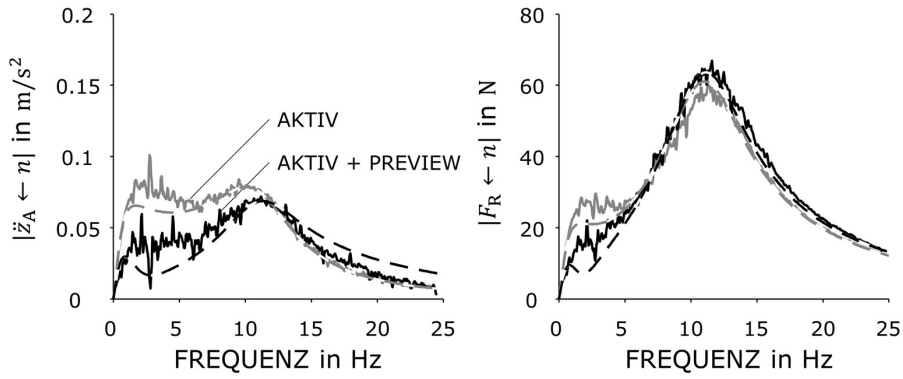 |z̈_A ← n| in m/s²
0.2
0.15
0.1
0.05
0
AKTIV
AKTIV + PREVIEW
0 5 10 15 20 25
FREQUENZ in Hz
|F_R ← n| in N
80
60
40
20
0
0 5 10 15 20 25
FREQUENZ in Hz